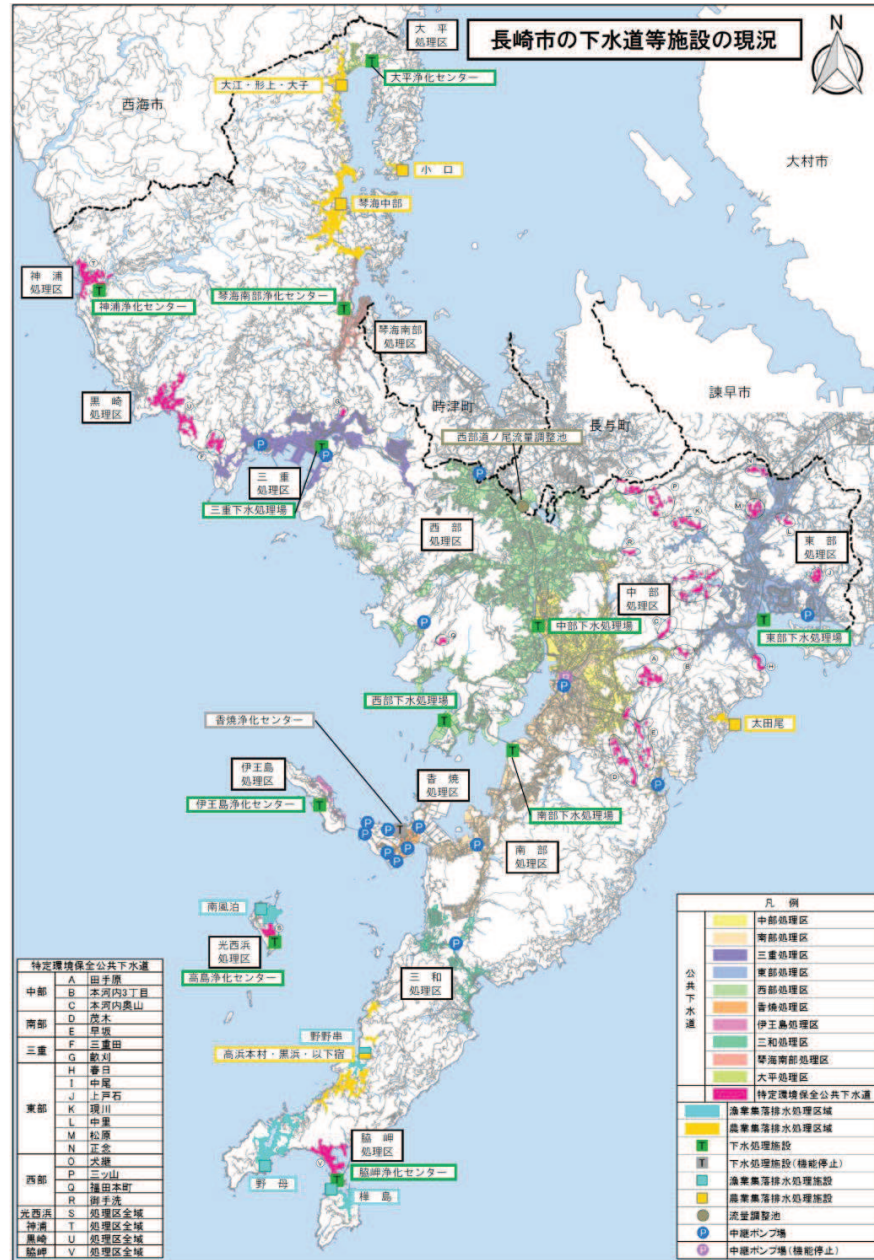 長崎市の下水道等施設の現況
N
大平
処理区
大平浄化センター
大江・形上・大子
西海市
大村市
小口
琴海中部
神浦
処理区
神浦浄化センター
琴海南部浄化センター
琴海南部
処理区
黒崎
処理区
時津町
長与町
諫早市
西部道ノ尾流量調整池
三重
処理区
三重下水処理場
西部
処理区
東部
処理区
中部
処理区
中部下水処理場
東部下水処理場
西部下水処理場
太田尾
香焼浄化センター
伊王島
処理区
伊王島浄化センター
香焼
処理区
南部下水処理場
南部
処理区
南風泊
光西浜
処理区
高島浄化センター
三和
処理区
野野串
高浜本村・黒浜・以下宿
脇岬
処理区
脇岬浄化センター
野母
樺島
特定環境保全公共下水道
中部 A 田手原
B 本河内3丁目
C 本河内奥山
南部 D 茂木
E 早坂
三重 F 三重田
G 畝刈
東部 H 春日
I 中尾
J 上戸石
K 現川
L 中里
M 松原
N 正念
西部 O 犬継
P 三ッ山
Q 福田本町
R 御手洗
光西浜 S 処理区全域
神浦 T 処理区全域
黒崎 U 処理区全域
脇岬 V 処理区全域
凡例
公共下水道
中部処理区
南部処理区
三重処理区
東部処理区
西部処理区
香焼処理区
伊王島処理区
三和処理区
琴海南部処理区
大平処理区
特定環境保全公共下水道
漁業集落排水処理区域
農業集落排水処理区域
T 下水処理施設
T 下水処理施設(機能停止)
漁業集落排水処理施設
農業集落排水処理施設
流量調整池
P 中継ポンプ場
P 中継ポンプ場(機能停止)